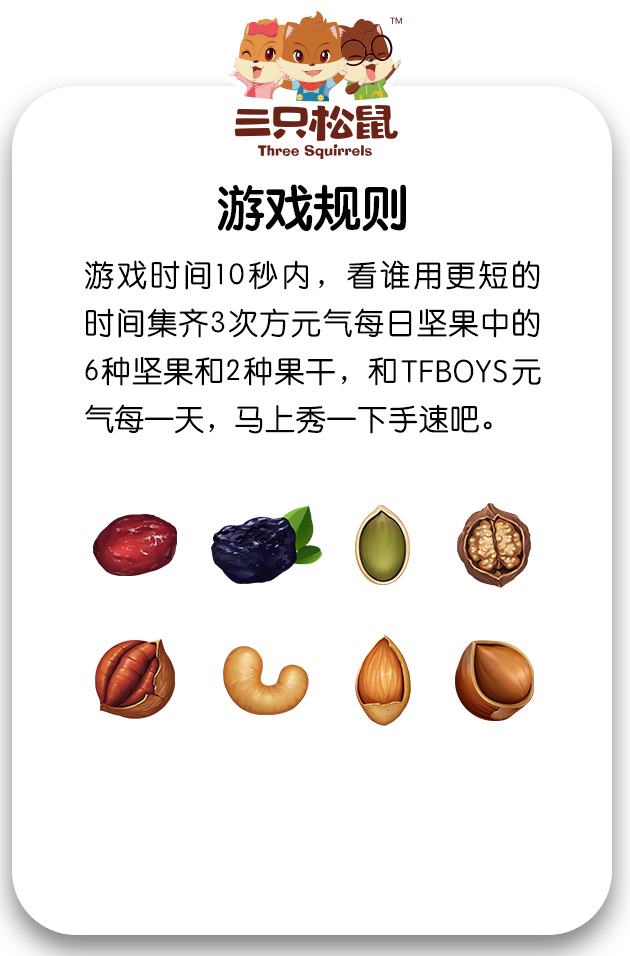 TM
三只松鼠
Three Squirrels
游戏规则
游戏时间10秒内，看谁用更短的
时间集齐3次方元气每日坚果中的
6种坚果和2种果干，和TFBOYS元
气每一天，马上秀一下手速吧。